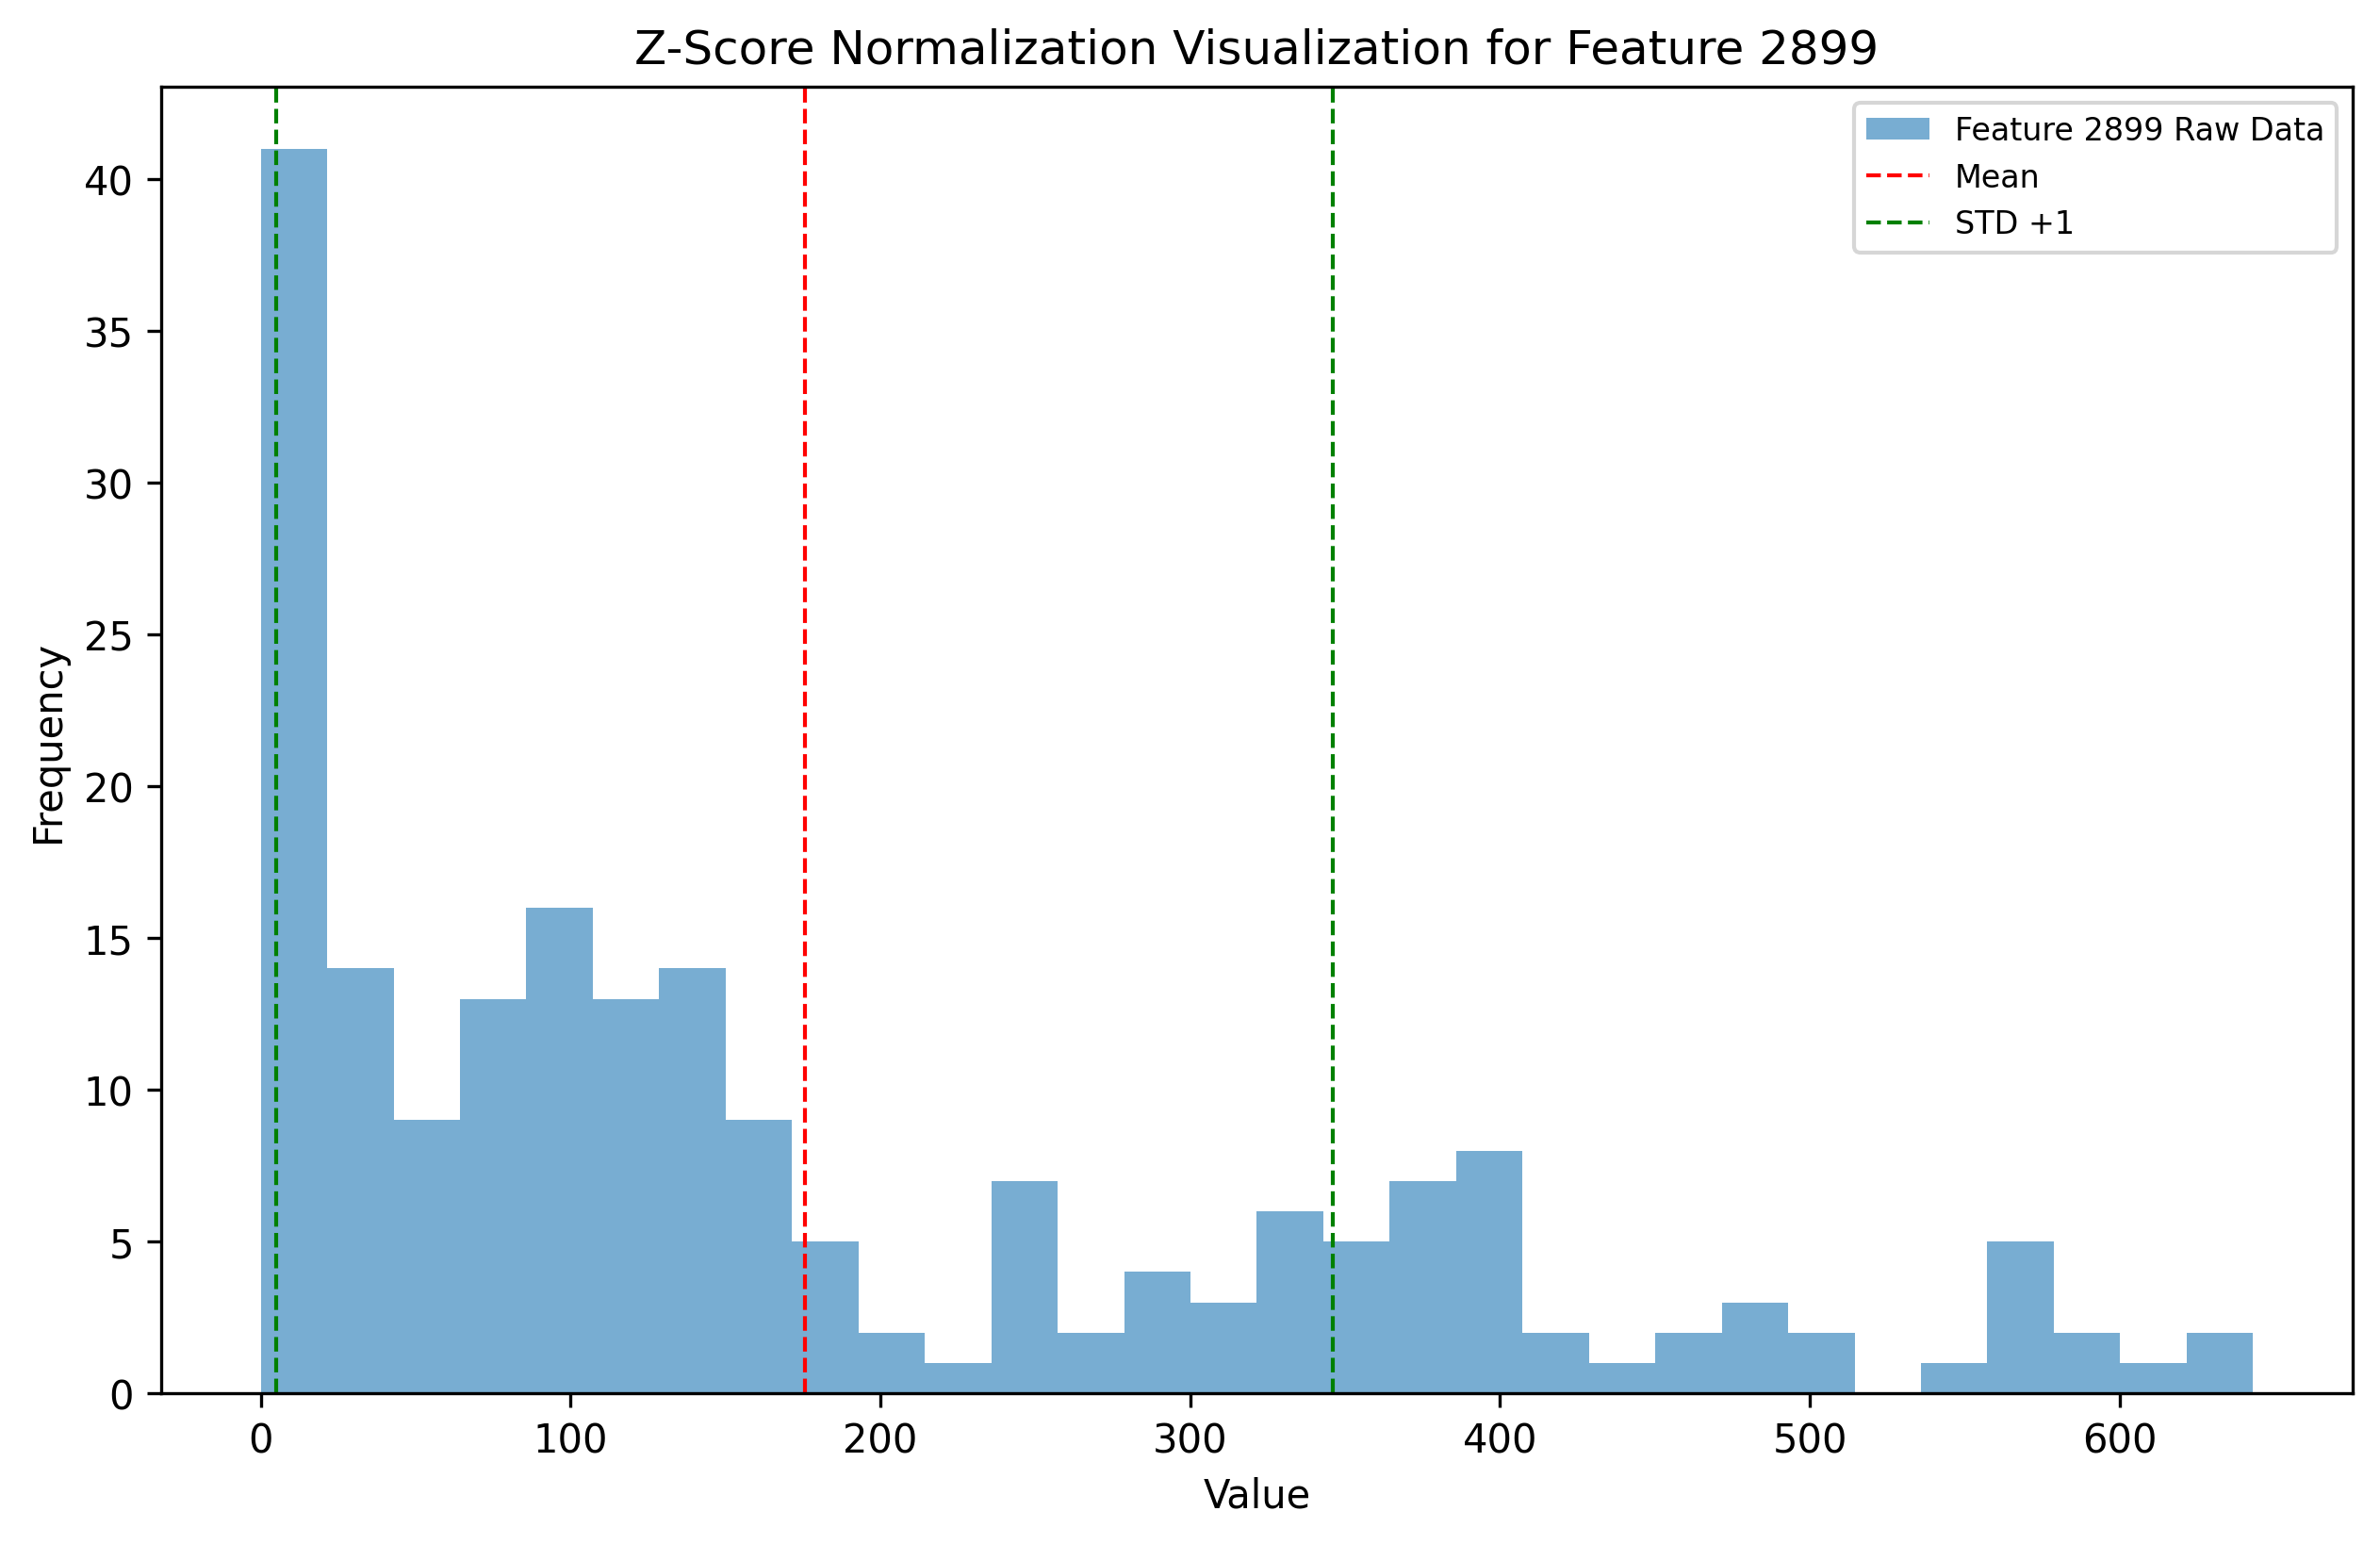 Z-Score Normalization Visualization for Feature 2899
Feature 2899 Raw Data
Mean
STD +1
40
35
30
25
20
15
10
5
0
Frequency
0 100 200 300 400 500 600
Value